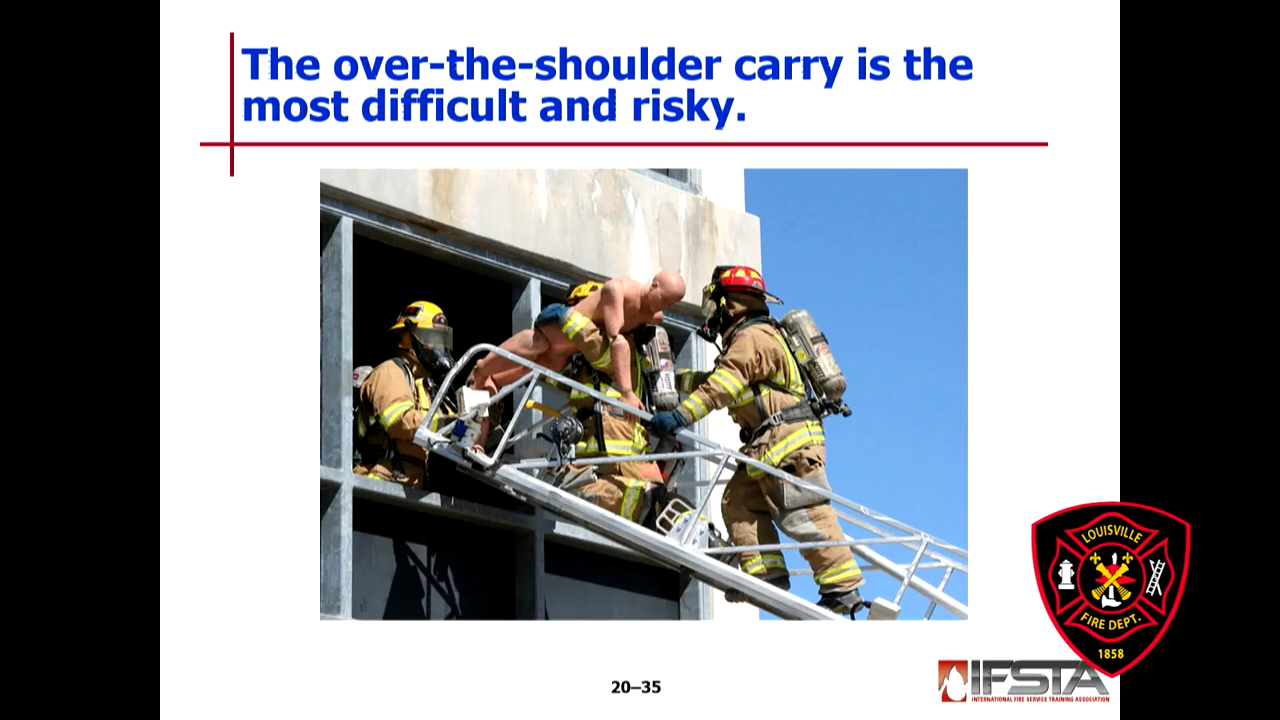 The over-the-shoulder carry is the
most difficult and risky.
LOUISVILLE
FIRE DEPT.
1858
20–35
IFSTA
INTERNATIONAL FIRE SERVICE TRAINING ASSOCIATION